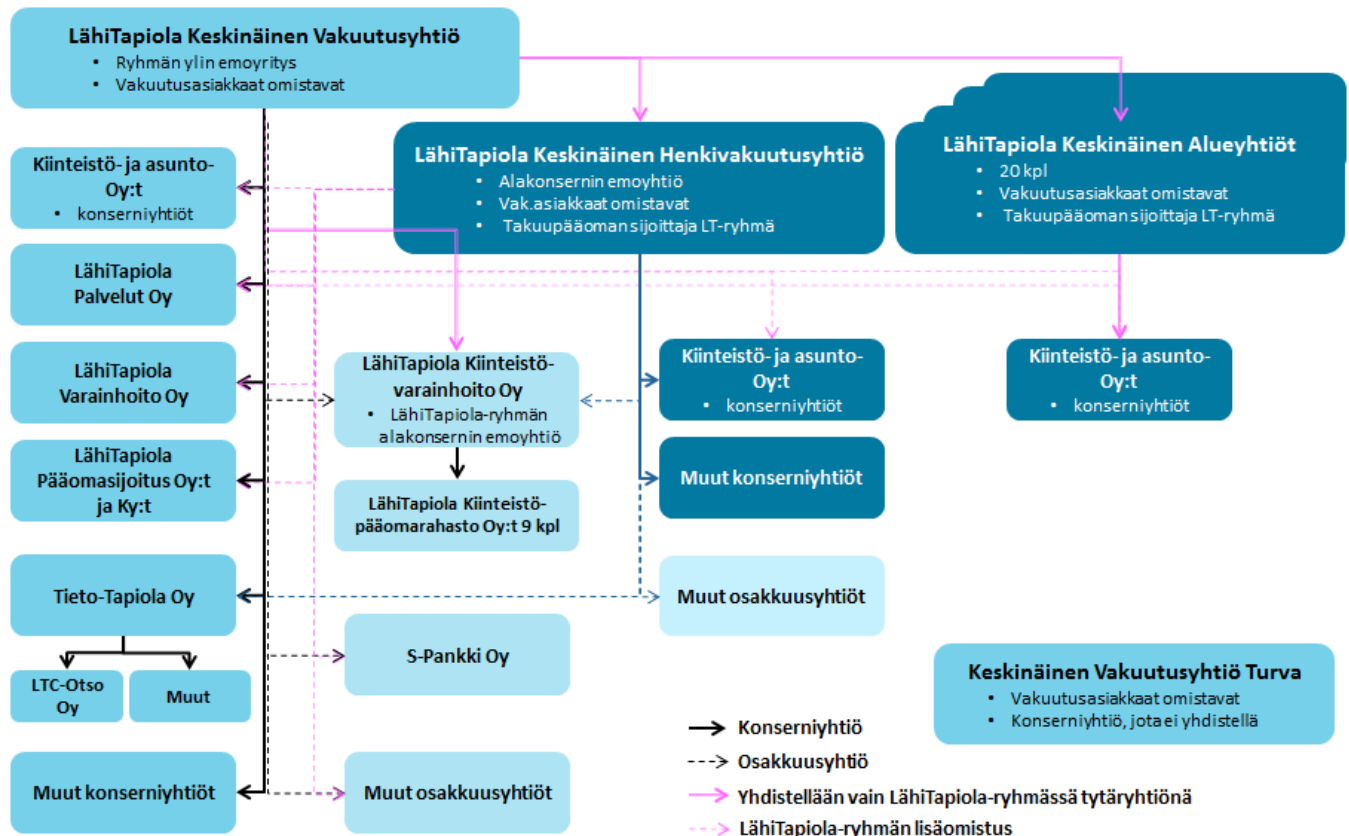 LähiTapiola Keskinäinen Vakuutusyhtiö
• Ryhmän ylin emoyritys
• Vakuutusasiakkaat omistavat
LähiTapiola Keskinäinen Henkivakuutusyhtiö
• Alakonsernin emoyhtiö
• Vak.asiakkaat omistavat
• Takuupääoman sijoittaja LT-ryhmä
LähiTapiola Keskinäinen Alueyhtiöt
• 20 kpl
• Vakuutusasiakkaat omistavat
• Takuupääoman sijoittaja LT-ryhmä
Kiinteistö- ja asunto-
Oy:t
• konserniyhtiöt
LähiTapiola
Palvelut Oy
LähiTapiola
Varainhoito Oy
LähiTapiola Kiinteistö-
varainhoito Oy
• LähiTapiola-ryhmän
alakonsernin emoyhtiö
Kiinteistö- ja asunto-
Oy:t
• konserniyhtiöt
Kiinteistö- ja asunto-
Oy:t
• konserniyhtiöt
LähiTapiola
Pääomasijoitus Oy:t
ja Ky:t
LähiTapiola Kiinteistö-
pääomarahasto Oy:t 9 kpl
Muut konserniyhtiöt
Tieto-Tapiola Oy
Muut osakkuusyhtiöt
LTC-Otso
Oy
Muut
S-Pankki Oy
Keskinäinen Vakuutusyhtiö Turva
• Vakuutusasiakkaat omistavat
• Konserniyhtiö, jota ei yhdistellä
Muut konserniyhtiöt
Muut osakkuusyhtiöt
Konserniyhtiö
Osakkuusyhtiö
Yhdistellään vain LähiTapiola-ryhmässä tytäryhtiönä
LähiTapiola-ryhmän lisäomistus